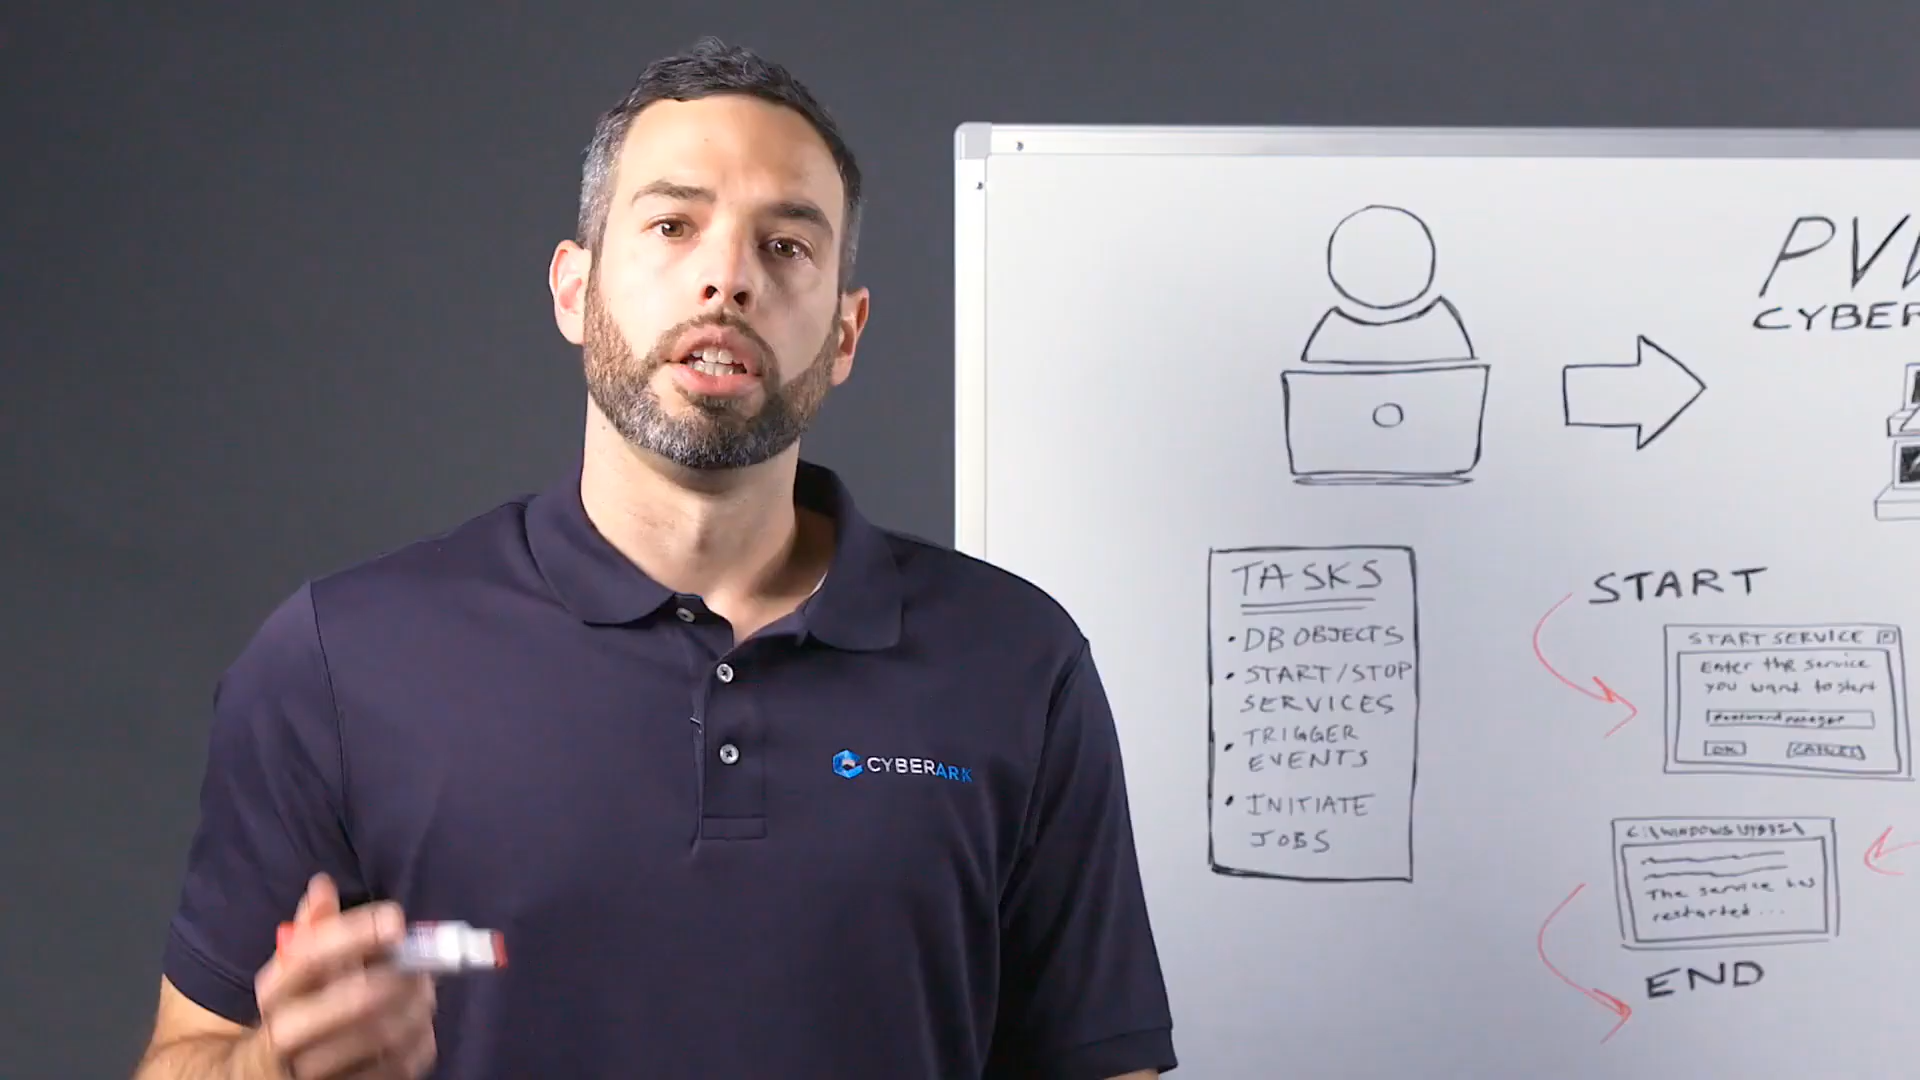 CYBERARK
PV
CYBER
TASKS
• DB OBJECTS
• START/STOP
SERVICES
• TRIGGER
EVENTS
• INITIATE
JOBS
START
START SERVICE
Enter the service
you want to start
OK CANCEL
The service has
restarted...
END